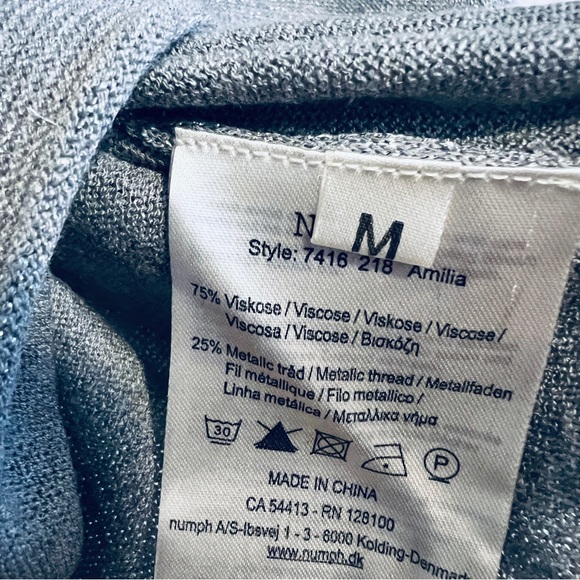 M
Style: 7416 218 Amilia
75% Viskose / Viscose / Viskose / Viscose /
Viscosa / Viscose / Βισκόζη
25% Metalic tråd / Metalic thread / Metallfaden
Fil métallique / Filo metallico /
Linha metálica / Μεταλλικα νήμα
30 P
MADE IN CHINA
CA 54413 - RN 128100
numph A/S-Ibsvej 1 - 3 - 6000 Kolding-Denmark
www.numph.dk